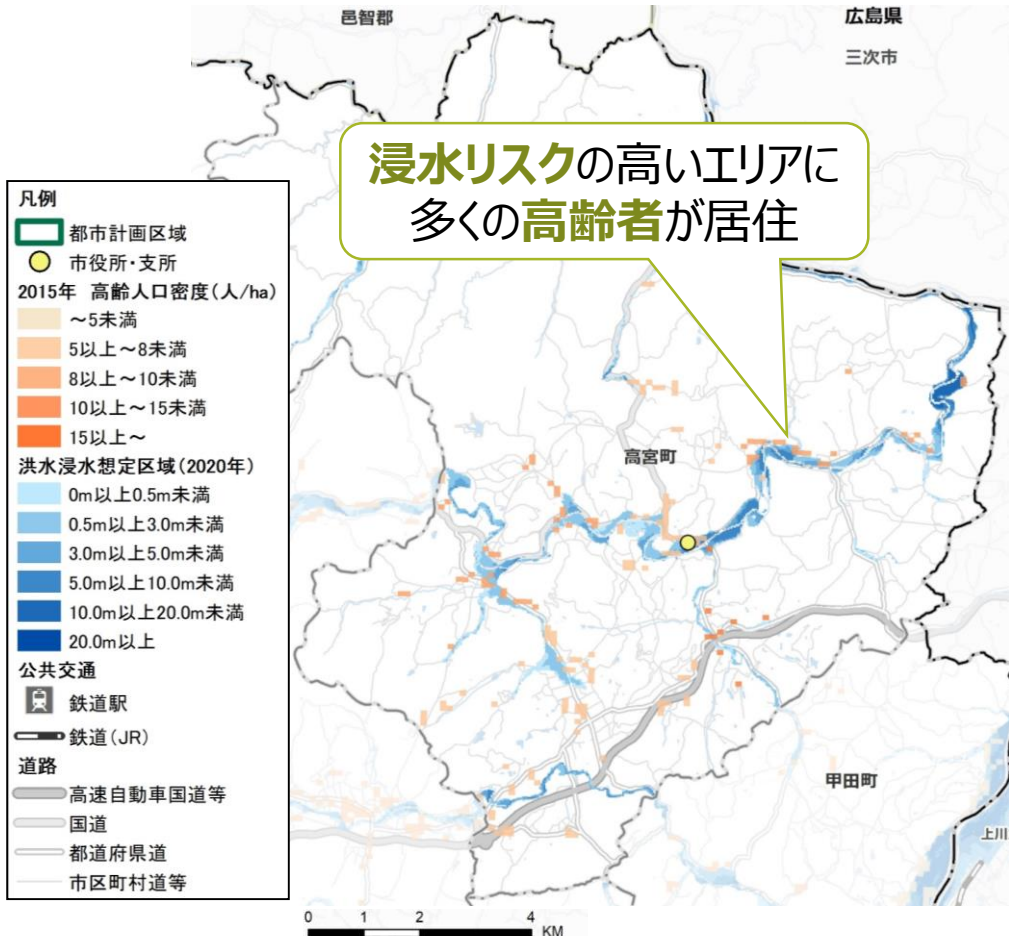 邑智郡
広島県
三次市
浸水リスクの高いエリアに
多くの高齢者が居住
凡例
都市計画区域
市役所・支所
2015年 高齢人口密度(人/ha)
～5未満
5以上～8未満
8以上～10未満
10以上～15未満
15以上～
洪水浸水想定区域(2020年)
0m以上0.5m未満
0.5m以上3.0m未満
3.0m以上5.0m未満
5.0m以上10.0m未満
10.0m以上20.0m未満
20.0m以上
公共交通
鉄道駅
鉄道(JR)
道路
高速自動車国道等
国道
都道府県道
市区町村道等
高宮町
甲田町
上川
0 1 2 4
KM